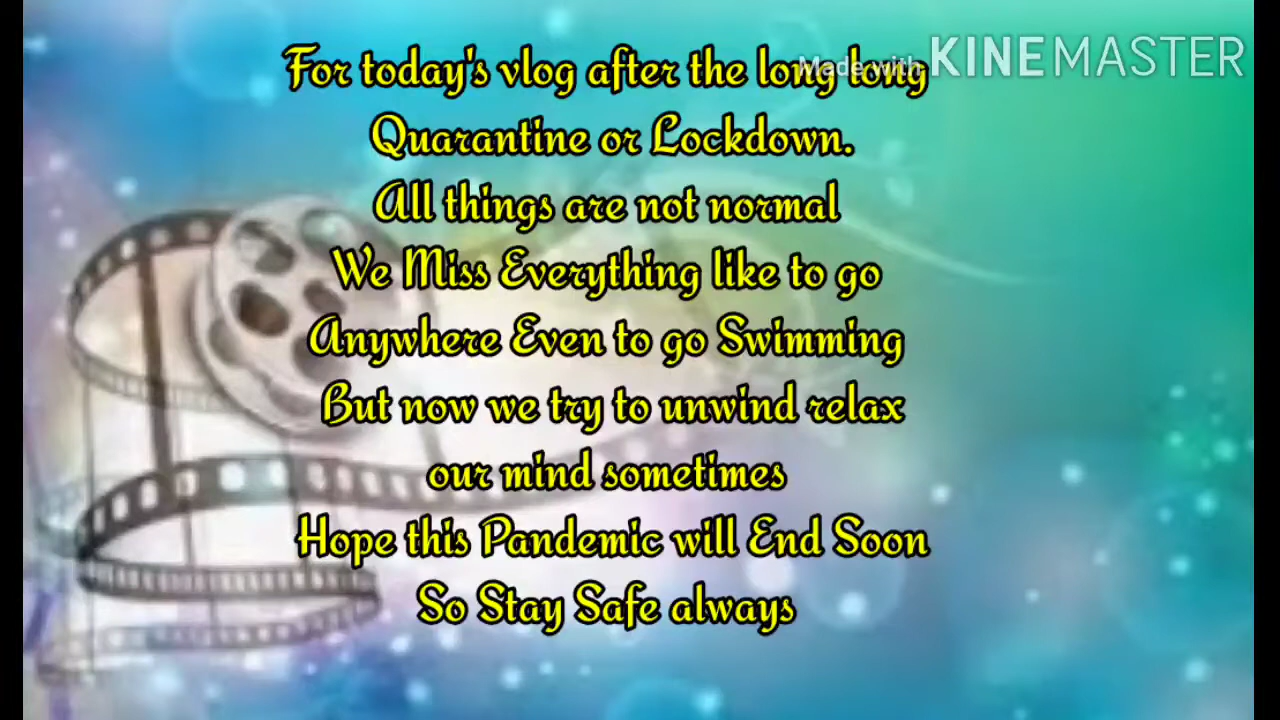 For today's vlog after the long long
Made with KINEMASTER
Quarantine or Lockdown.
All things are not normal
We Miss Everything like to go
Anywhere Even to go Swimming
But now we try to unwind relax
our mind sometimes
Hope this Pandemic will End Soon
So Stay Safe always